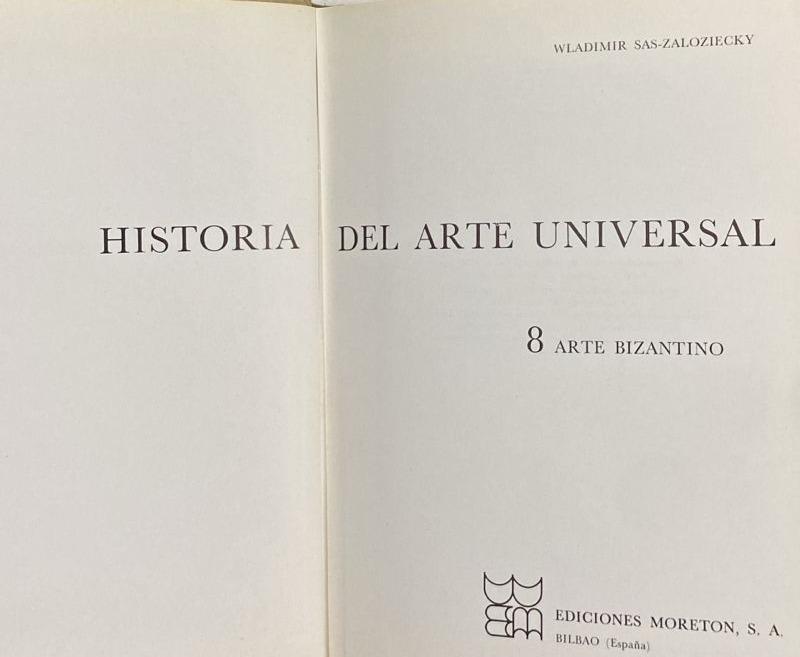 WLADIMIR SAS-ZALOZIECKY
HISTORIA DEL ARTE UNIVERSAL
8 ARTE BIZANTINO
EDICIONES MORETON, S. A.
BILBAO (España)